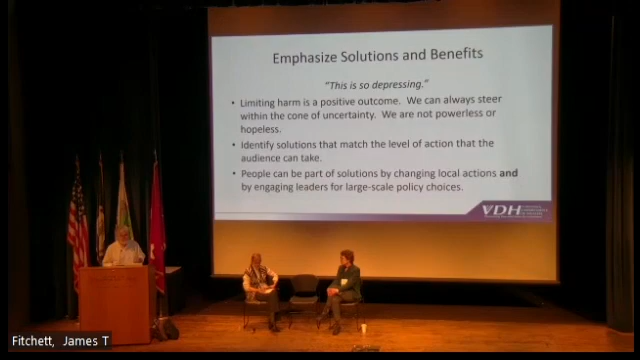 Emphasize Solutions and Benefits
"This is so depressing."
• Limiting harm is a positive outcome. We can always steer
within the cone of uncertainty. We are not powerless or
hopeless.
• Identify solutions that match the level of action that the
audience can take.
• People can be part of solutions by changing local actions and
by engaging leaders for large-scale policy choices.
VDH
Fitchett, James T